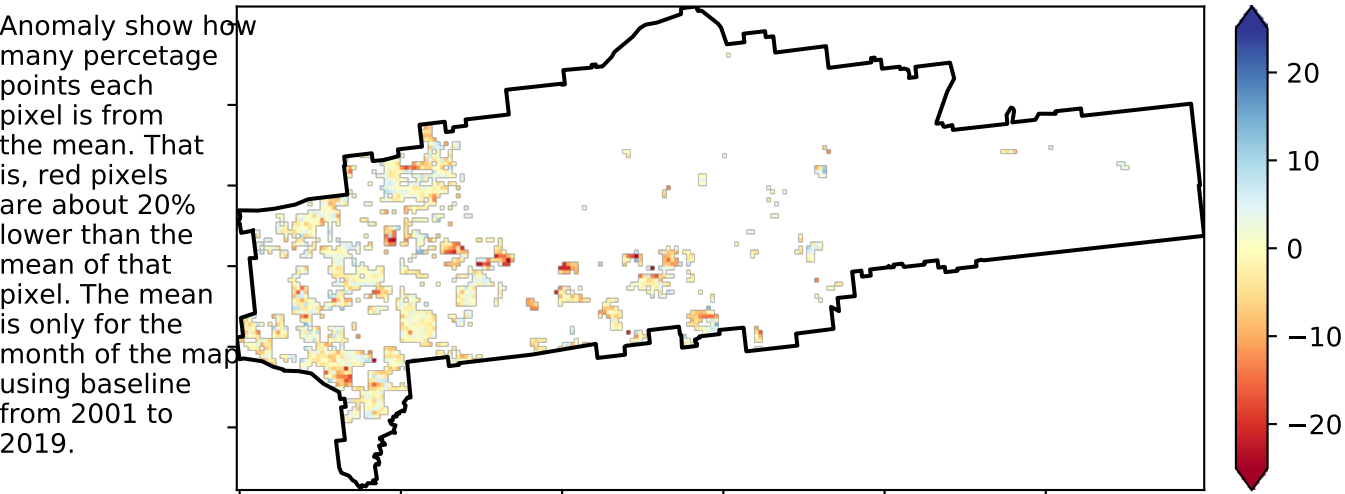 Anomaly show how
many percetage
points each
pixel is from
the mean. That
is, red pixels
are about 20%
lower than the
mean of that
pixel. The mean
is only for the
month of the map
using baseline
from 2001 to
2019.
20
10
0
−10
−20